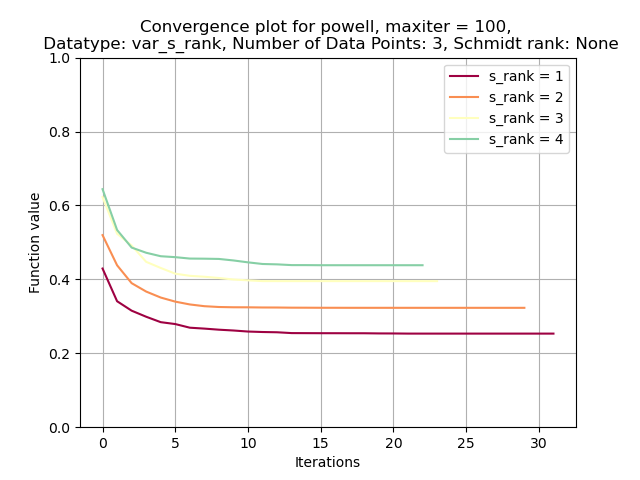 Convergence plot for powell, maxiter = 100,
Datatype: var_s_rank, Number of Data Points: 3, Schmidt rank: None
1.0
0.8
0.6
0.4
0.2
0.0
Function value
s_rank = 1
s_rank = 2
s_rank = 3
s_rank = 4
0 5 10 15 20 25 30
Iterations